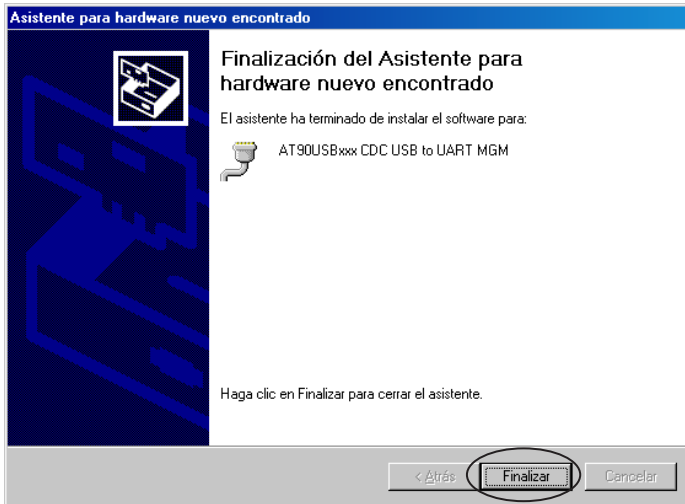 Asistente para hardware nuevo encontrado
Finalización del Asistente para
hardware nuevo encontrado
El asistente ha terminado de instalar el software para:
AT90USBxxx CDC USB to UART MGM
Haga clic en Finalizar para cerrar el asistente.
< Atrás Finalizar Cancelar